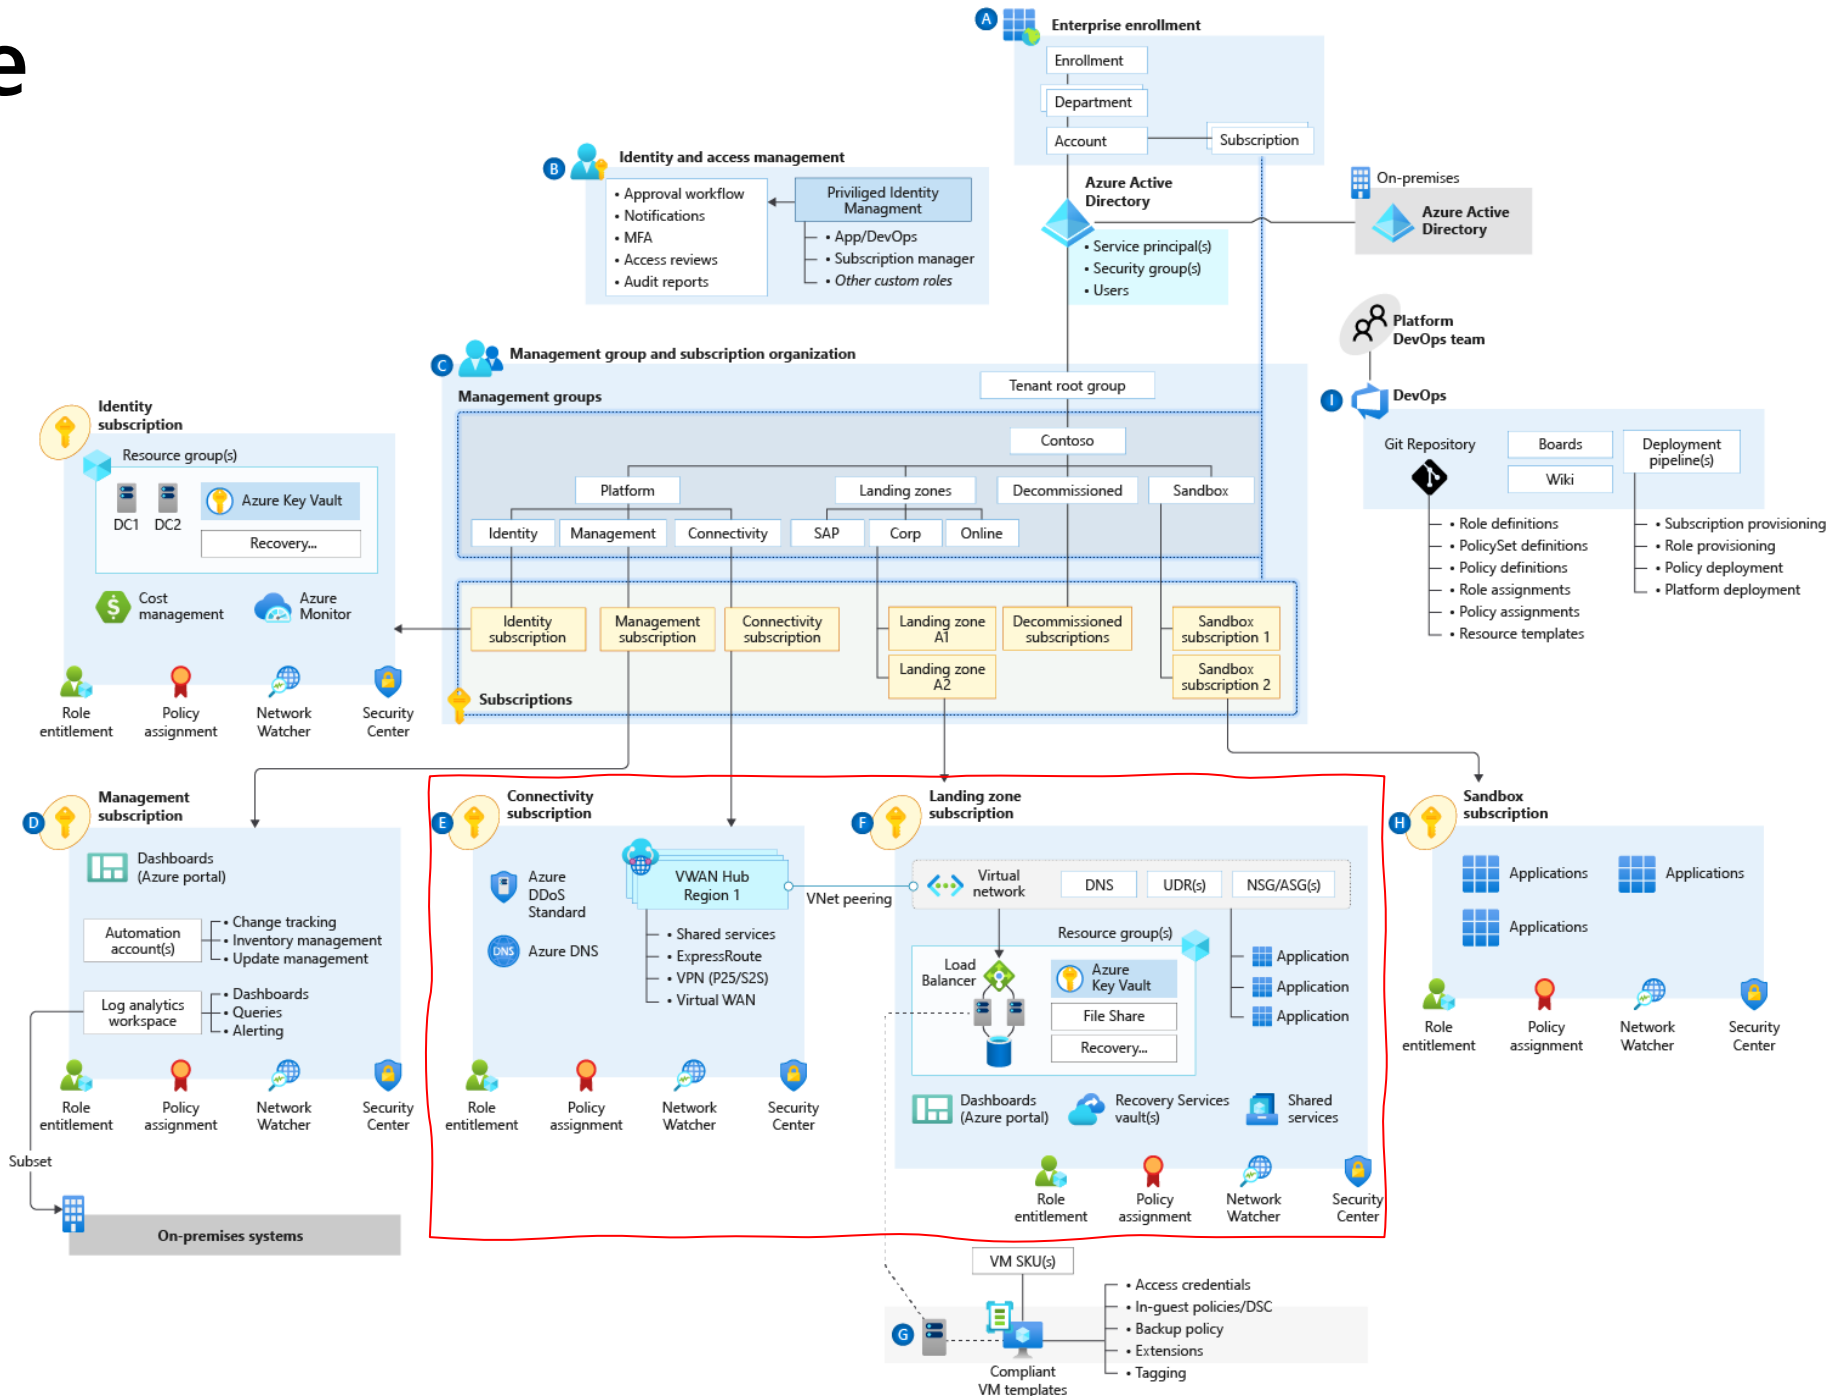 e
A
Enterprise enrollment
Enrollment
Department
Account
Subscription
B
Identity and access management
• Approval workflow
• Notifications
• MFA
• Access reviews
• Audit reports
Priviliged Identity
Managment
• App/DevOps
• Subscription manager
• Other custom roles
Azure Active
Directory
• Service principal(s)
• Security group(s)
• Users
On-premises
Azure Active
Directory
Platform
DevOps team
I
DevOps
Git Repository
Boards
Wiki
Deployment
pipeline(s)
• Role definitions
• PolicySet definitions
• Policy definitions
• Role assignments
• Policy assignments
• Resource templates
• Subscription provisioning
• Role provisioning
• Policy deployment
• Platform deployment
C
Management group and subscription organization
Management groups
Tenant root group
Contoso
Platform
Landing zones
Decommissioned
Sandbox
Identity
Management
Connectivity
SAP
Corp
Online
Identity
subscription
Management
subscription
Connectivity
subscription
Landing zone
A1
Landing zone
A2
Decommissioned
subscriptions
Sandbox
subscription 1
Sandbox
subscription 2
Subscriptions
Identity
subscription
Resource group(s)
DC1
DC2
Azure Key Vault
Recovery...
Cost
management
Azure
Monitor
Role
entitlement
Policy
assignment
Network
Watcher
Security
Center
D
Management
subscription
Dashboards
(Azure portal)
Automation
account(s)
• Change tracking
• Inventory management
• Update management
Log analytics
workspace
• Dashboards
• Queries
• Alerting
Role
entitlement
Policy
assignment
Network
Watcher
Security
Center
Subset
On-premises systems
E
Connectivity
subscription
Azure
DDoS
Standard
DNS
Azure DNS
VWAN Hub
Region 1
• Shared services
• ExpressRoute
• VPN (P25/S2S)
• Virtual WAN
VNet peering
Role
entitlement
Policy
assignment
Network
Watcher
Security
Center
F
Landing zone
subscription
Virtual
network
DNS
UDR(s)
NSG/ASG(s)
Resource group(s)
Load
Balancer
Azure
Key Vault
File Share
Recovery...
Application
Application
Application
Dashboards
(Azure portal)
Recovery Services
vault(s)
Shared
services
Role
entitlement
Policy
assignment
Network
Watcher
Security
Center
H
Sandbox
subscription
Applications
Applications
Applications
Role
entitlement
Policy
assignment
Network
Watcher
Security
Center
VM SKU(s)
G
Compliant
VM templates
• Access credentials
• In-guest policies/DSC
• Backup policy
• Extensions
• Tagging